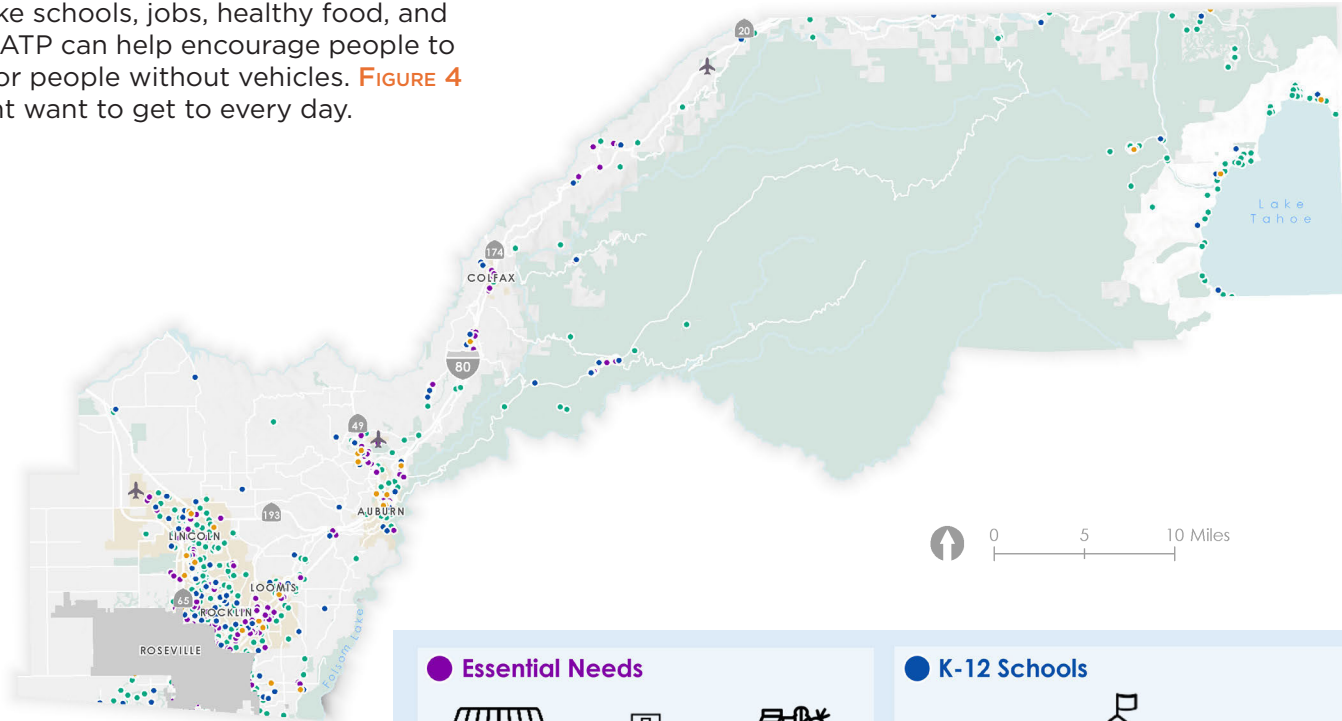 ke schools, jobs, healthy food, and
ATP can help encourage people to
or people without vehicles. FIGURE 4
nt want to get to every day.
20
Lake
Tahoe
174
COLFAX
80
49
AUBURN
193
LINCOLN
LOOMIS
65
ROCKLIN
ROSEVILLE
Folsom Lake
0 5 10 Miles
Essential Needs
K-12 Schools